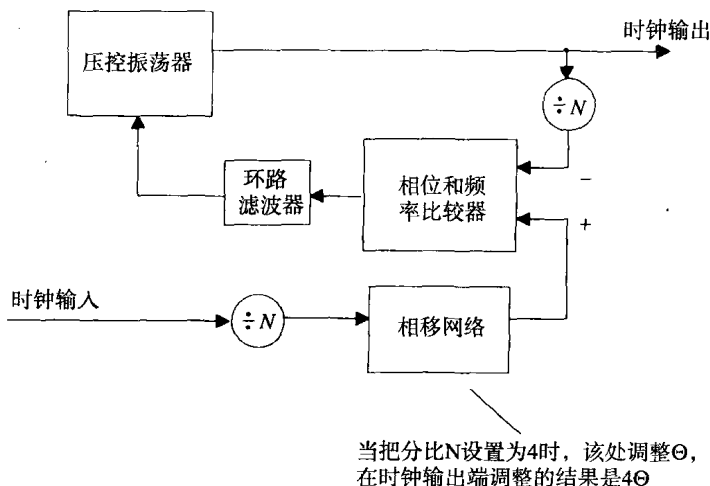 时钟输出
压控振荡器
÷N
环路
滤波器
相位和频
率比较器
−
+
时钟输入
÷N
相移网络
当把分比N设置为4时，该处调整Θ，
在时钟输出端调整的结果是4Θ